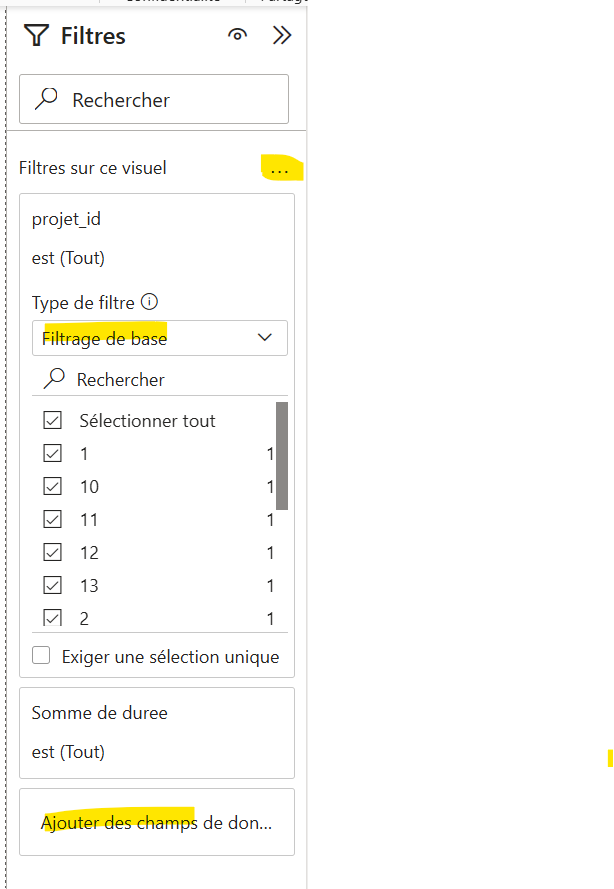 Filtres
Rechercher
Filtres sur ce visuel ...
projet_id
est (Tout)
Type de filtre
Filtrage de base
Rechercher
Sélectionner tout
1 1
10 1
11 1
12 1
13 1
2 1
Exiger une sélection unique
Somme de duree
est (Tout)
Ajouter des champs de don...